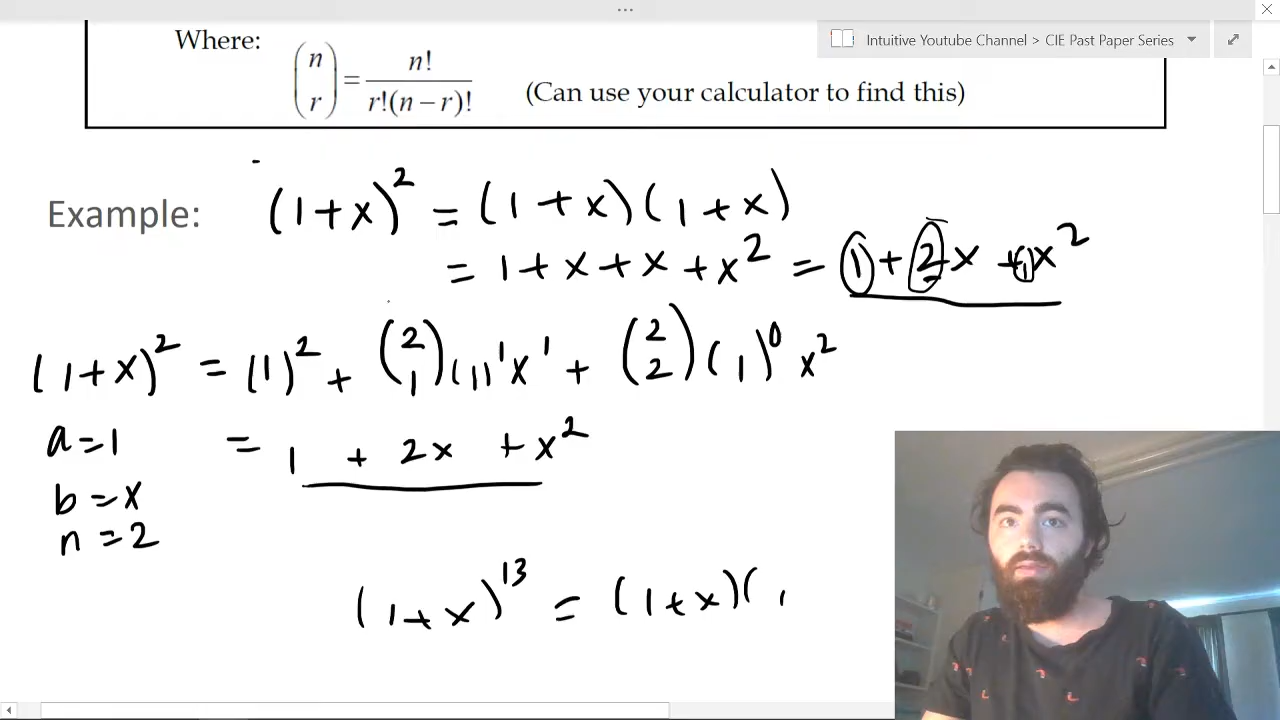 Intuitive Youtube Channel > CIE Past Paper Series
Where:
(n r) = n! / r!(n − r)! (Can use your calculator to find this)
Example: (1+x)² = (1+x)(1+x)
= 1+x+x+x² = 1+2x+1x²
(1+x)² = (1)² + (2 1)(1)¹x¹ + (2 2)(1)⁰x²
a=1
= 1 + 2x + x²
b=x
n=2
(1+x)¹³ = (1+x)(1